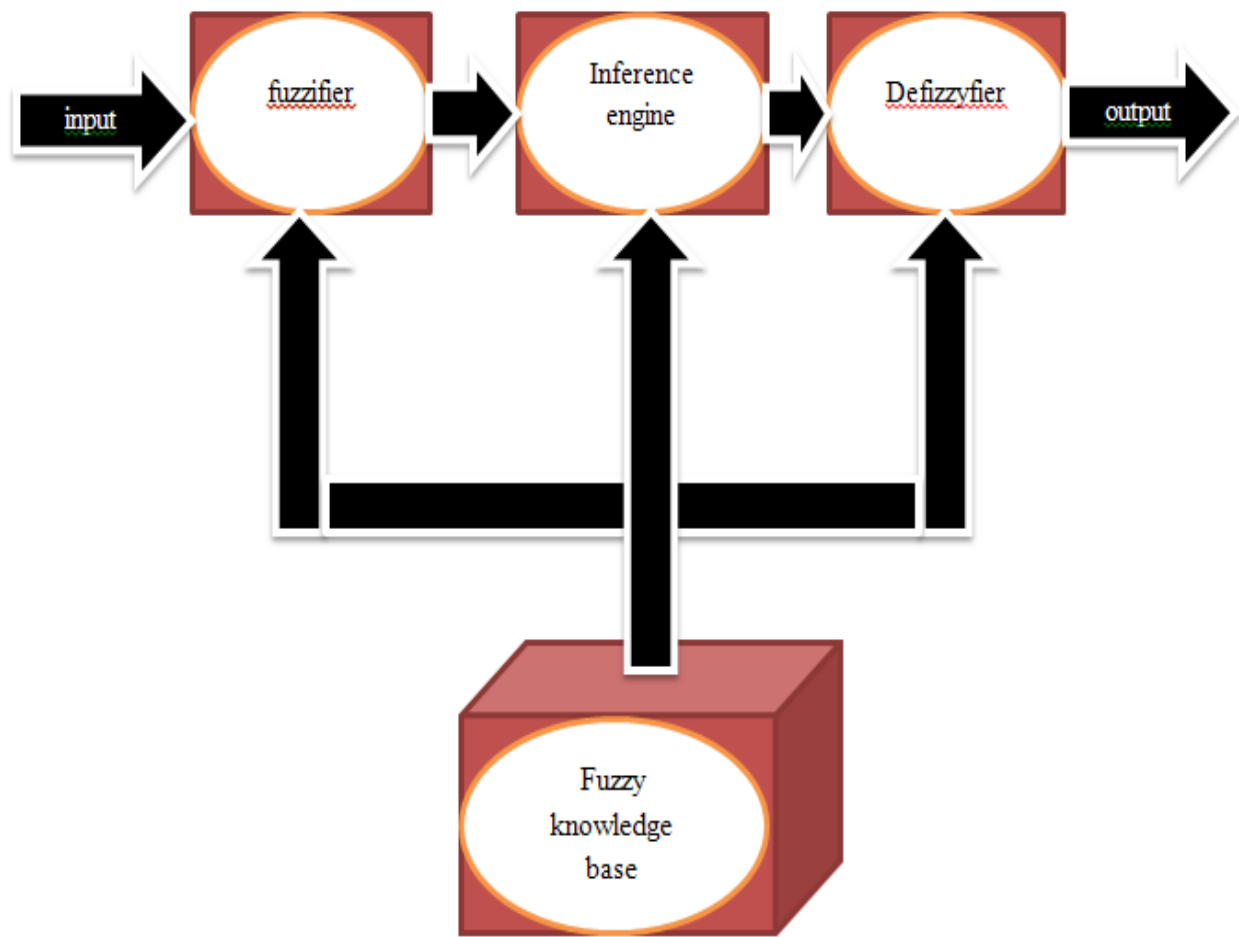 input
fuzzifier
Inference
engine
Defizzyfier
output
Fuzzy
knowledge
base